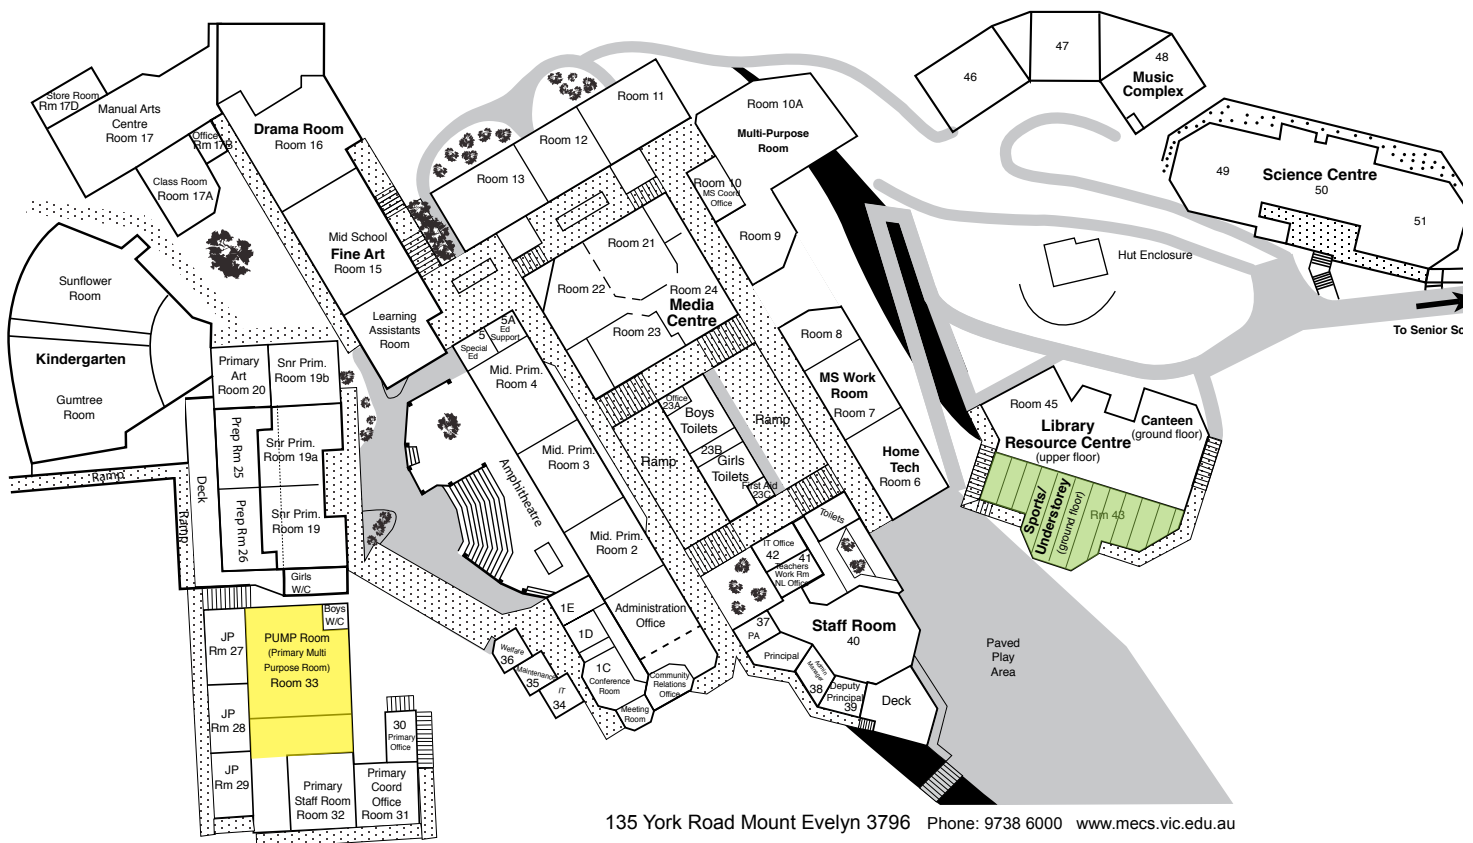 Store Room
Rm 17D
Manual Arts
Centre
Room 17
Office
Rm 17B
Class Room
Room 17A
Drama Room
Room 16
Mid School
Fine Art
Room 15
Learning
Assistants
Room
Room 11
Room 12
Room 13
Room 10A
Multi-Purpose
Room
Room 10
MS Coord
Office
Room 9
46
47
48
Music
Complex
49
Science Centre
50
51
Hut Enclosure
To Senior Sc
Sunflower
Room
Kindergarten
Gumtree
Room
Room 21
Room 22
Room 24
Media
Centre
Room 23
5
Special
Ed
5A
Ed
Support
Mid. Prim.
Room 4
Mid. Prim.
Room 3
Mid. Prim.
Room 2
Amphitheatre
Room 8
MS Work
Room
Room 7
Home
Tech
Room 6
Office
23A
Boys
Toilets
23B
Girls
Toilets
First Aid
23C
Ramp
Ramp
Toilets
Primary
Art
Room 20
Snr Prim.
Room 19b
Snr Prim.
Room 19a
Snr Prim.
Room 19
Prep Rm 25
Prep Rm 26
Deck
Ramp
Ramp
Girls
W/C
Boys
W/C
JP
Rm 27
JP
Rm 28
JP
Rm 29
PUMP Room
(Primary Multi
Purpose Room)
Room 33
30
Primary
Office
Primary
Staff Room
Room 32
Primary
Coord
Office
Room 31
1E
1D
1C
Conference
Room
Administration
Office
Community
Relations
Office
Meeting
Room
Welfare
36
Maintenance
35
IT
34
IT Office
42
41
Teachers
Work Rm
NL Office
Staff Room
40
37
PA
Principal
Admin
Manager
38
Deputy
Principal
39
Deck
Paved
Play
Area
Room 45
Library
Resource Centre
(upper floor)
Canteen
(ground floor)
Sports/
Understorey
(ground floor)
Rm 43
135 York Road Mount Evelyn 3796 Phone: 9738 6000 www.mecs.vic.edu.au